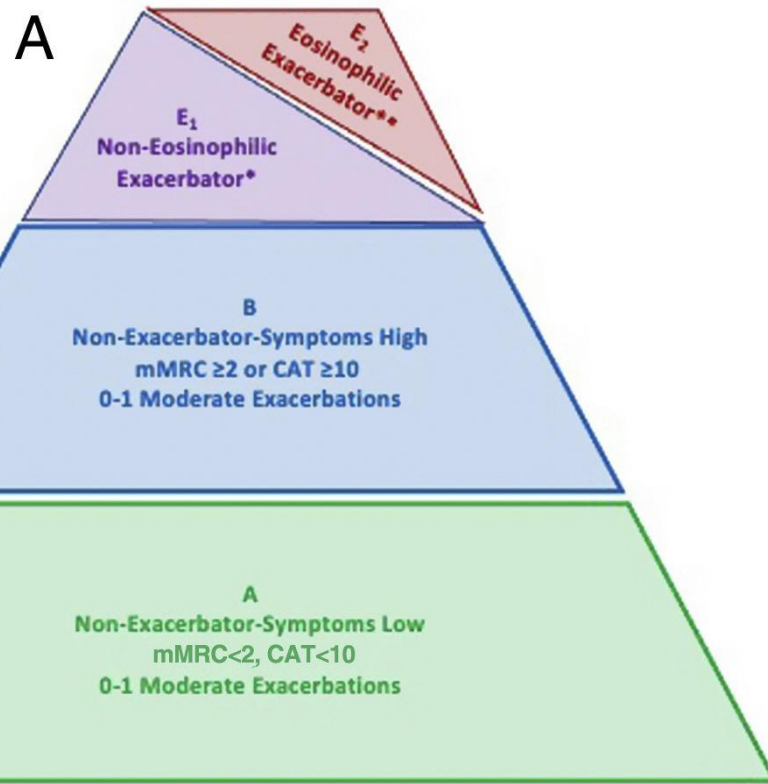 A
E₂
Eosinophilic
Exacerbator**
E₁
Non-Eosinophilic
Exacerbator*
B
Non-Exacerbator-Symptoms High
mMRC ≥2 or CAT ≥10
0-1 Moderate Exacerbations
A
Non-Exacerbator-Symptoms Low
mMRC<2, CAT<10
0-1 Moderate Exacerbations